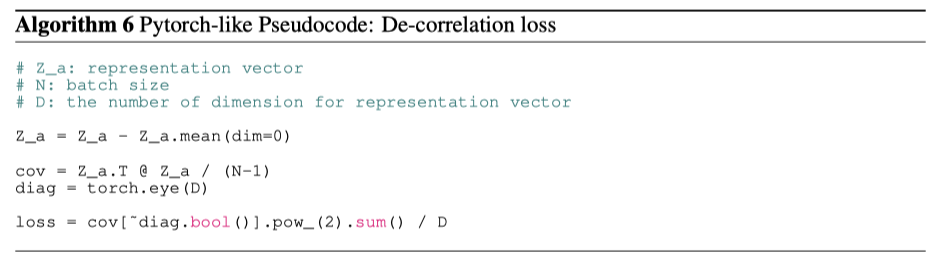 Algorithm 6 Pytorch-like Pseudocode: De-correlation loss
# Z_a: representation vector
# N: batch size
# D: the number of dimension for representation vector
Z_a = Z_a - Z_a.mean(dim=0)
cov = Z_a.T @ Z_a / (N-1)
diag = torch.eye(D)
loss = cov[~diag.bool()].pow_(2).sum() / D